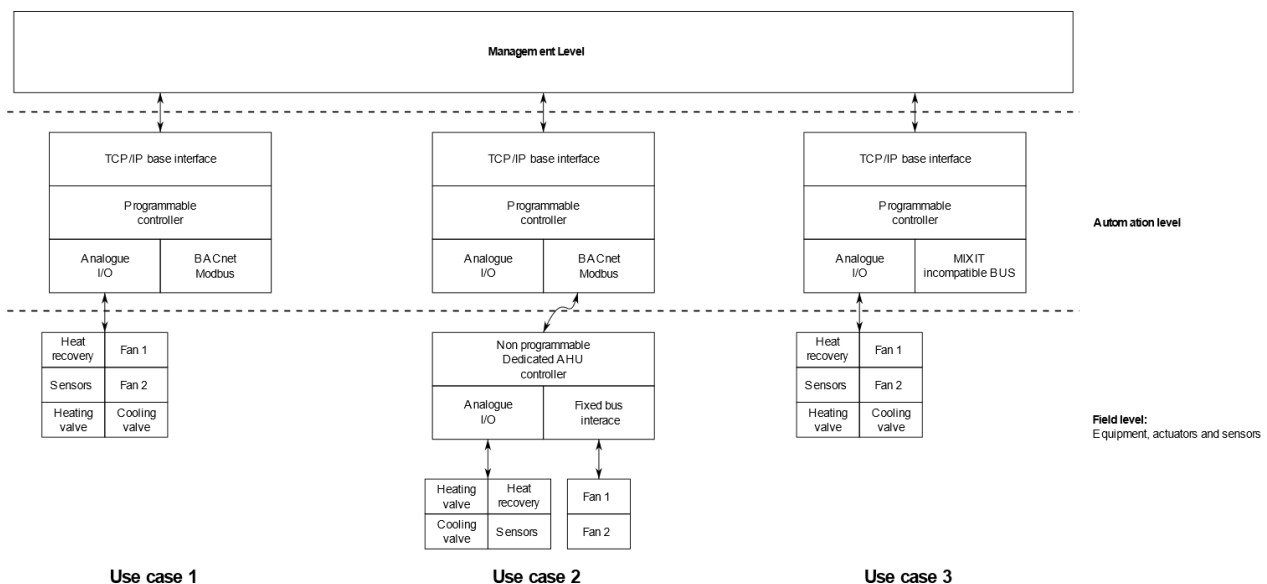 Management Level
TCP/IP base interface
Programmable
controller
Analogue
I/O
BACnet
Modbus
TCP/IP base interface
Programmable
controller
Analogue
I/O
BACnet
Modbus
TCP/IP base interface
Programmable
controller
Analogue
I/O
MIXIT
incompatible BUS
Automation level
Heat
recovery
Fan 1
Sensors
Fan 2
Heating
valve
Cooling
valve
Non programmable
Dedicated AHU
controller
Analogue
I/O
Fixed bus
interace
Heating
valve
Heat
recovery
Cooling
valve
Sensors
Fan 1
Fan 2
Heat
recovery
Fan 1
Sensors
Fan 2
Heating
valve
Cooling
valve
Field level:
Equipment, actuators and sensors
Use case 1
Use case 2
Use case 3